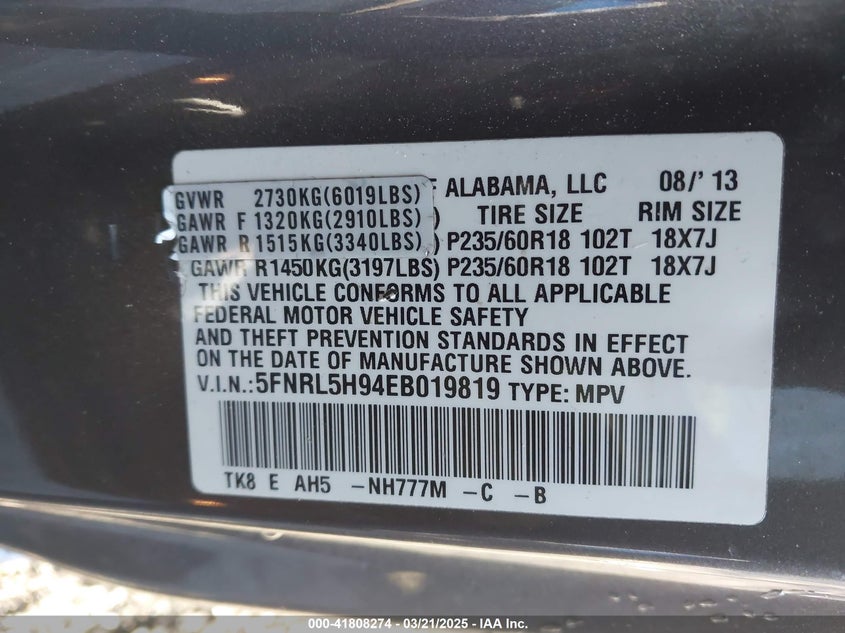 ALABAMA, LLC 08/'13
GVWR 2730KG(6019LBS)
GAWR F 1320KG(2910LBS) ) TIRE SIZE RIM SIZE
GAWR R 1515KG(3340LBS) ) P235/60R18 102T 18X7J
GAWR R1450KG(3197LBS) P235/60R18 102T 18X7J
THIS VEHICLE CONFORMS TO ALL APPLICABLE
FEDERAL MOTOR VEHICLE SAFETY
AND THEFT PREVENTION STANDARDS IN EFFECT
ON THE DATE OF MANUFACTURE SHOWN ABOVE.
V.I.N.:5FNRL5H94EB019819 TYPE: MPV
TK8 E AH5 -NH777M -C -B
000-41808274 - 03/21/2025 - IAA Inc.